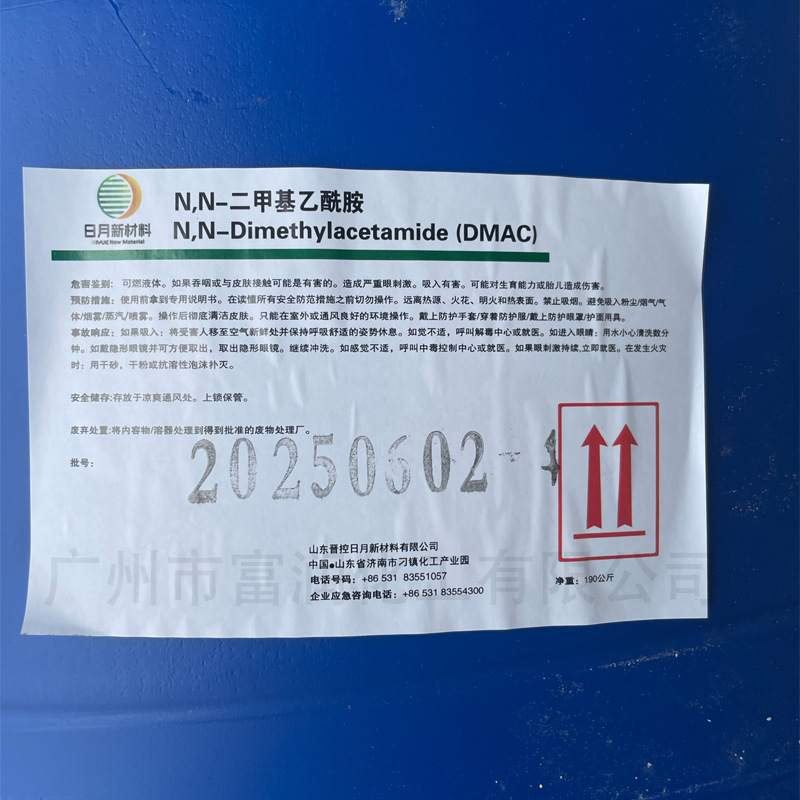 日月新材料
RIYUE New Material
N,N-二甲基乙酰胺
N,N-Dimethylacetamide (DMAC)
危害鉴别: 可燃液体。如果吞咽或与皮肤接触可能是有害的。造成严重眼刺激。吸入有害。可能对生育能力或胎儿造成伤害。
预防措施: 使用前拿到专用说明书。在读懂所有安全防范措施之前切勿操作。远离热源、火花、明火和热表面。禁止吸烟。避免吸入粉尘/烟气/气
体/烟雾/蒸汽/喷雾。操作后彻底清洁皮肤。只能在室外或通风良好的环境操作。戴上防护手套/穿着防护服/戴上防护眼罩/护面用具。
事故响应: 如果吸入: 将受害人移至空气新鲜处并保持呼吸舒适的姿势休息。如觉不适，呼叫解毒中心或就医。如进入眼睛: 用水小心清洗数分
钟。如戴隐形眼镜并可方便取出，取出隐形眼镜。继续冲洗。如感觉不适，呼叫中毒控制中心或就医。如果眼刺激持续,立即就医。在发生火灾
时: 用干砂，干粉或抗溶性泡沫扑灭。
安全储存: 存放于凉爽通风处。上锁保管。
废弃处置: 将内容物/溶器处理到得到批准的废物处理厂。
批号: 20250602-4
山东晋控日月新材料有限公司
中国●山东省济南市刁镇化工产业园
电话号码: +86 531 83551057
企业应急咨询电话: +86 531 83554300
净重: 190公斤
广州市富 工有限公司